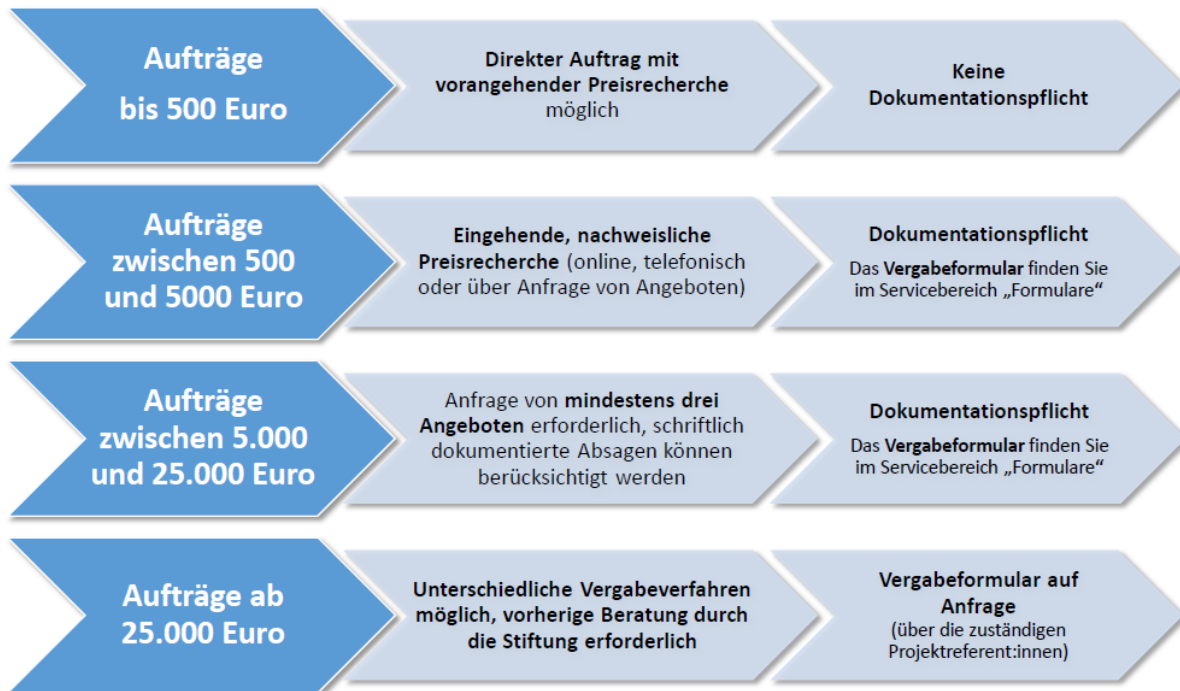 Aufträge
bis 500 Euro
Direkter Auftrag mit
vorangehender Preisrecherche
möglich
Keine
Dokumentationspflicht
Aufträge
zwischen 500
und 5000 Euro
Eingehende, nachweisliche
Preisrecherche (online, telefonisch
oder über Anfrage von Angeboten)
Dokumentationspflicht
Das Vergabeformular finden Sie
im Servicebereich „Formulare“
Aufträge
zwischen 5.000
und 25.000 Euro
Anfrage von mindestens drei
Angeboten erforderlich, schriftlich
dokumentierte Absagen können
berücksichtigt werden
Dokumentationspflicht
Das Vergabeformular finden Sie
im Servicebereich „Formulare“
Aufträge ab
25.000 Euro
Unterschiedliche Vergabeverfahren
möglich, vorherige Beratung durch
die Stiftung erforderlich
Vergabeformular auf
Anfrage
(über die zuständigen
Projektreferent:innen)